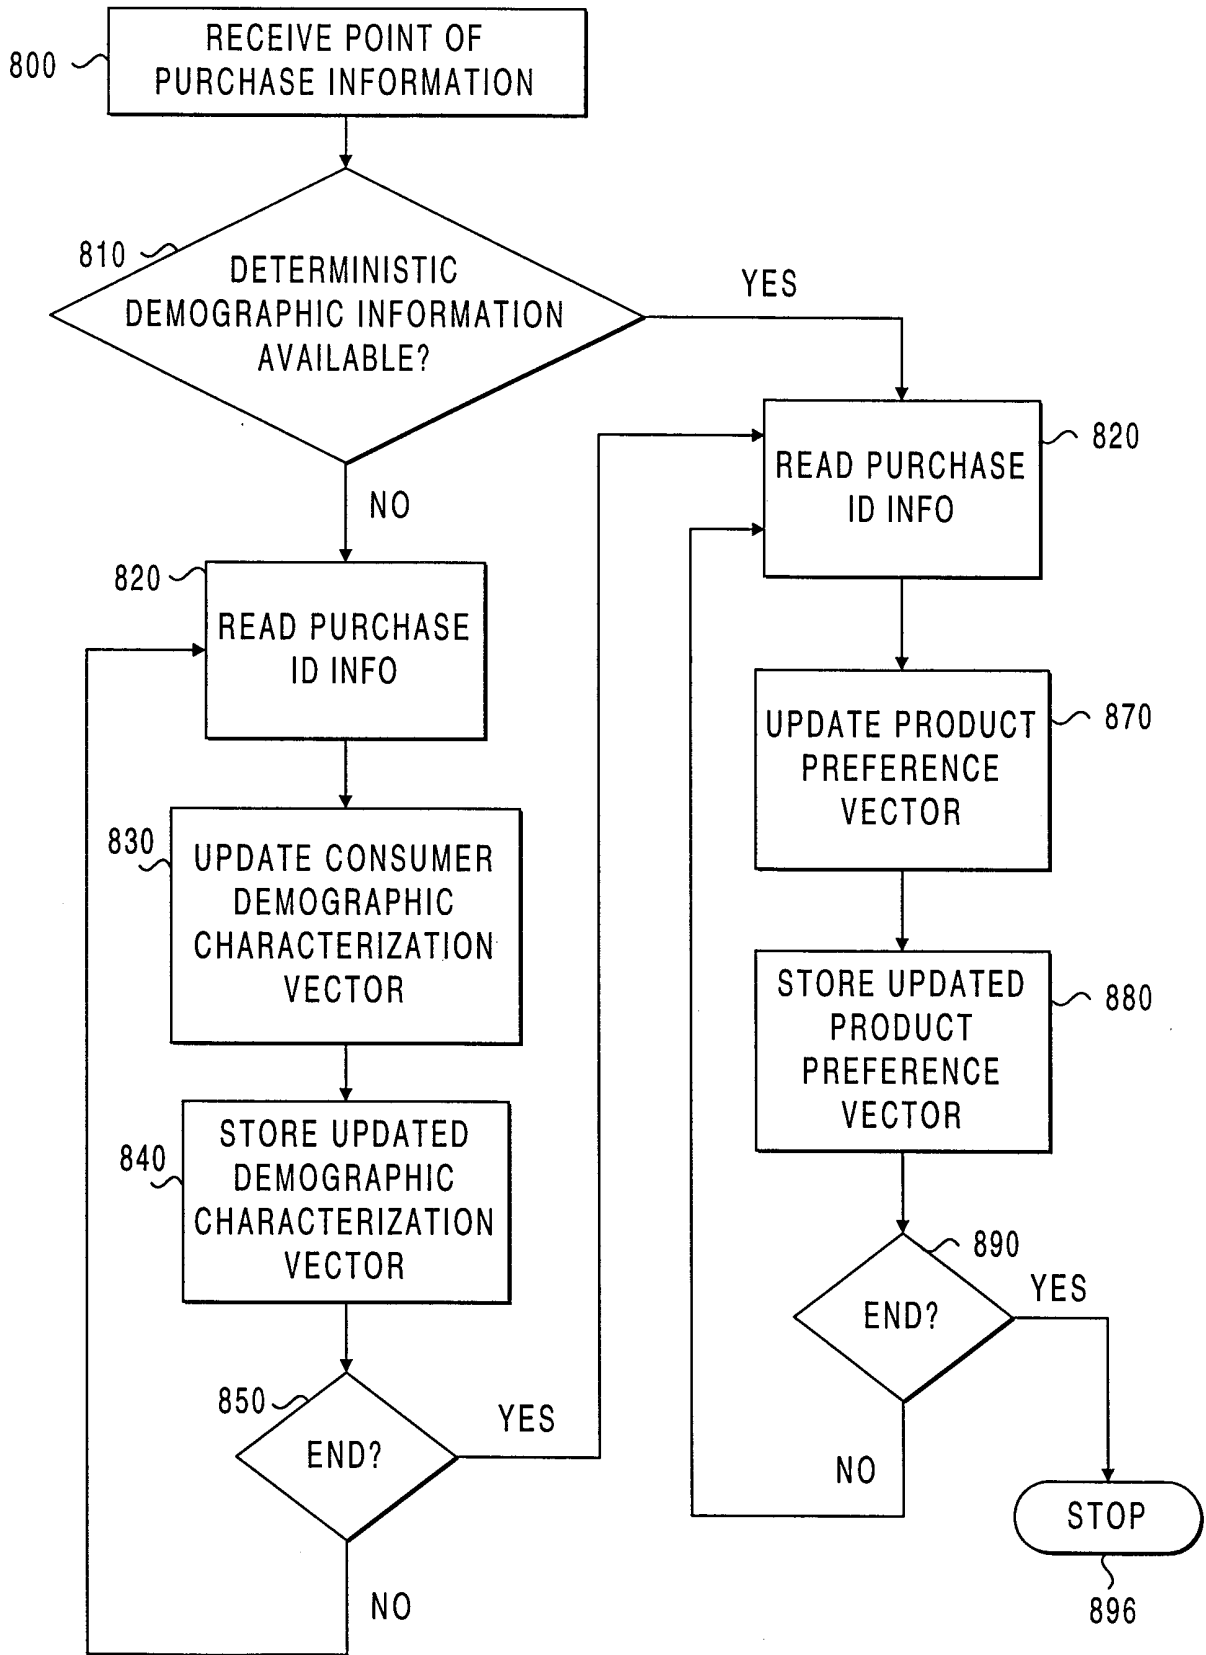 RECEIVE POINT OF
PURCHASE INFORMATION
800
810
DETERMINISTIC
DEMOGRAPHIC INFORMATION
AVAILABLE?
YES
NO
820
READ PURCHASE
ID INFO
830
UPDATE CONSUMER
DEMOGRAPHIC
CHARACTERIZATION
VECTOR
840
STORE UPDATED
DEMOGRAPHIC
CHARACTERIZATION
VECTOR
850
END?
YES
NO
820
READ PURCHASE
ID INFO
870
UPDATE PRODUCT
PREFERENCE
VECTOR
880
STORE UPDATED
PRODUCT
PREFERENCE
VECTOR
890
END?
YES
NO
STOP
896